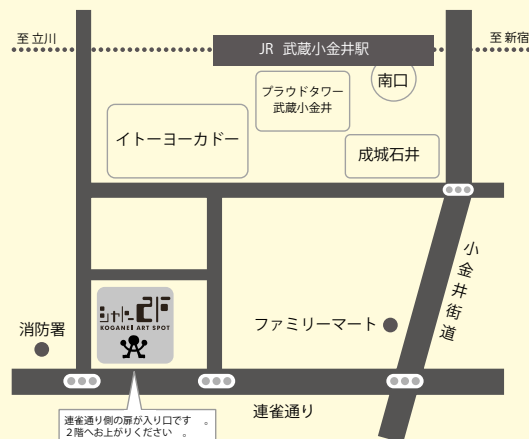 至 立川
JR 武蔵小金井駅
至 新宿
南口
プラウドタワー
武蔵小金井
イトーヨーカドー
成城石井
小金井街道
シャトー2F
KOGANEI ART SPOT
ファミリーマート
消防署
連雀通り
連雀通り側の扉が入り口です 。
2階へお上がりください 。